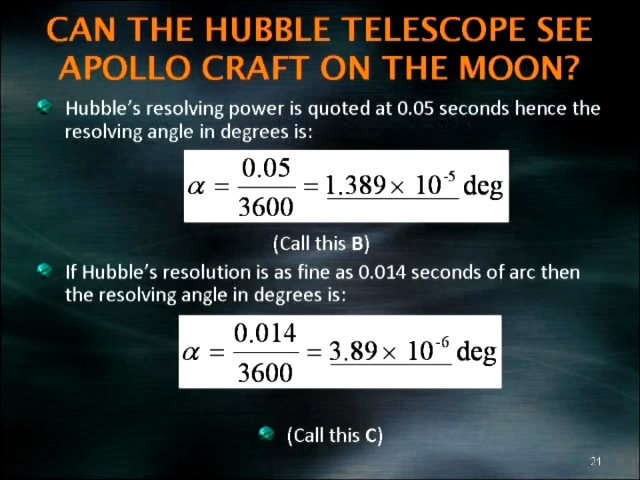 CAN THE HUBBLE TELESCOPE SEE
APOLLO CRAFT ON THE MOON?
Hubble's resolving power is quoted at 0.05 seconds hence the
resolving angle in degrees is:
α = 0.05/3600 = 1.389 × 10⁻⁵ deg
(Call this B)
If Hubble's resolution is as fine as 0.014 seconds of arc then
the resolving angle in degrees is:
α = 0.014/3600 = 3.89 × 10⁻⁶ deg
(Call this C)
21